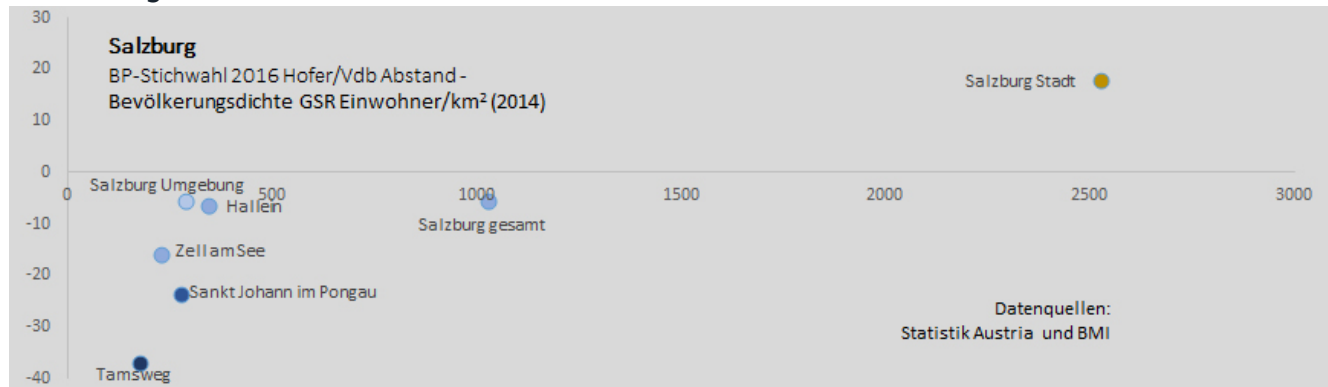 30
Salzburg
20
BP-Stichwahl 2016 Hofer/Vdb Abstand -
Salzburg Stadt
Bevölkerungsdichte GSR Einwohner/km² (2014)
10
0
Salzburg Umgebung
0 500 1000 1500 2000 2500 3000
Hallein
-10
Salzburg gesamt
Zell am See
-20
Sankt Johann im Pongau
Datenquellen:
-30
Statistik Austria und BMI
Tamsweg
-40